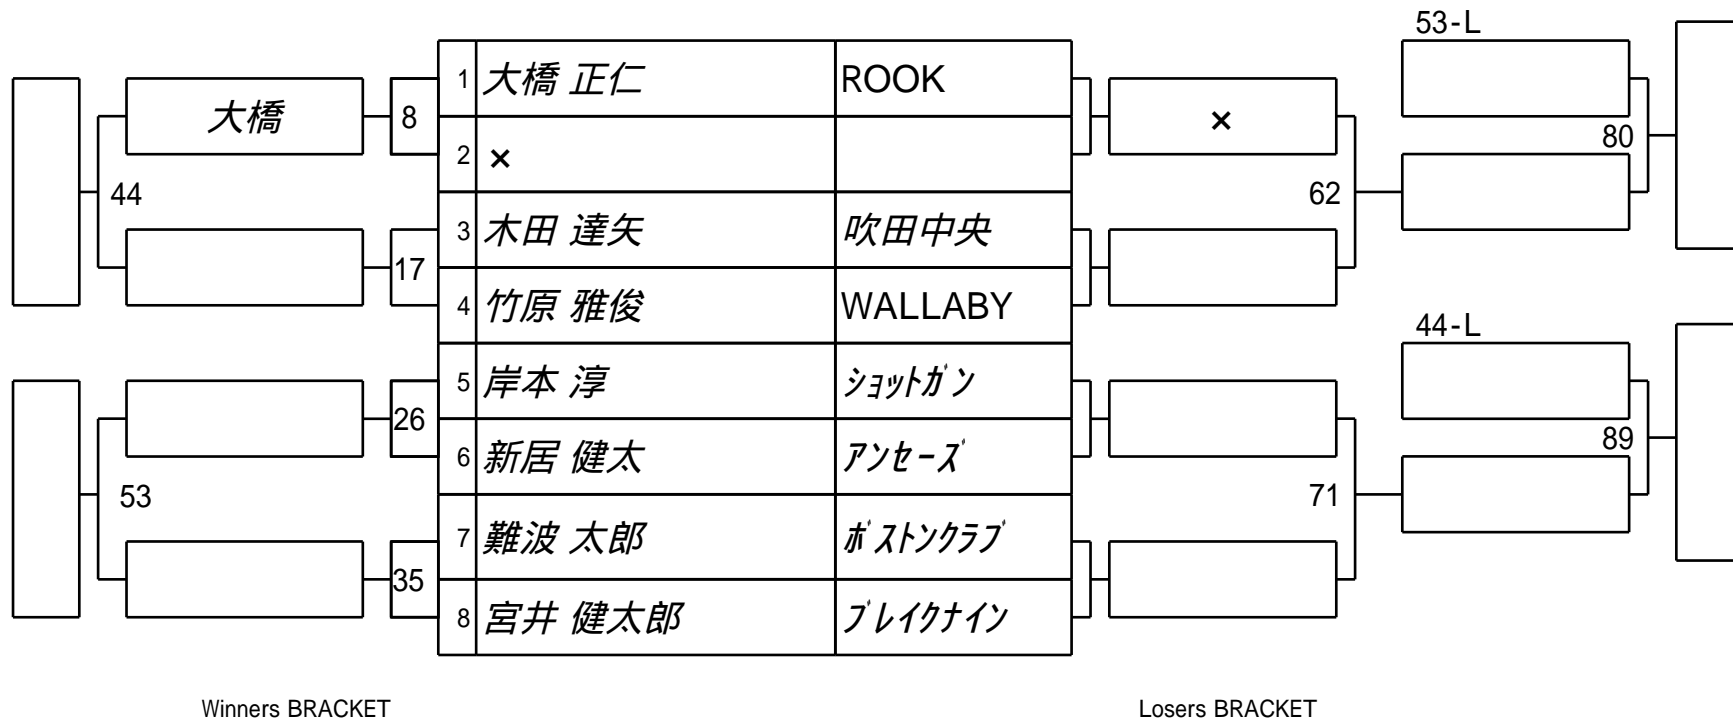 53-L
1 大橋 正仁 ROOK
大橋 8 × 80
2 ×
44 62
3 木田 達矢 吹田中央
17
4 竹原 雅俊 WALLABY
44-L
5 岸本 淳 ショットガン
26 89
6 新居 健太 アンセーズ
53 71
7 難波 太郎 ボストンクラブ
35
8 宮井 健太郎 ブレイクナイン
Winners BRACKET Losers BRACKET